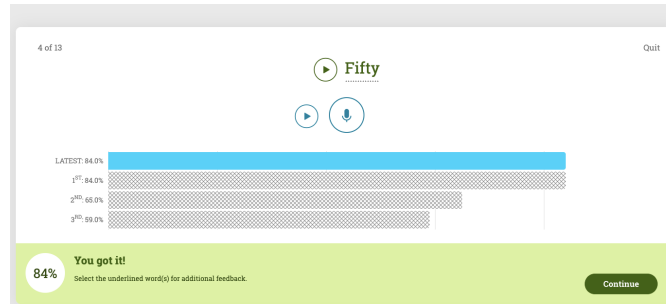 4 of 13
Quit
Fifty
LATEST: 84.0%
1ST: 84.0%
2ND: 65.0%
3RD: 59.0%
84%
You got it!
Select the underlined word(s) for additional feedback.
Continue